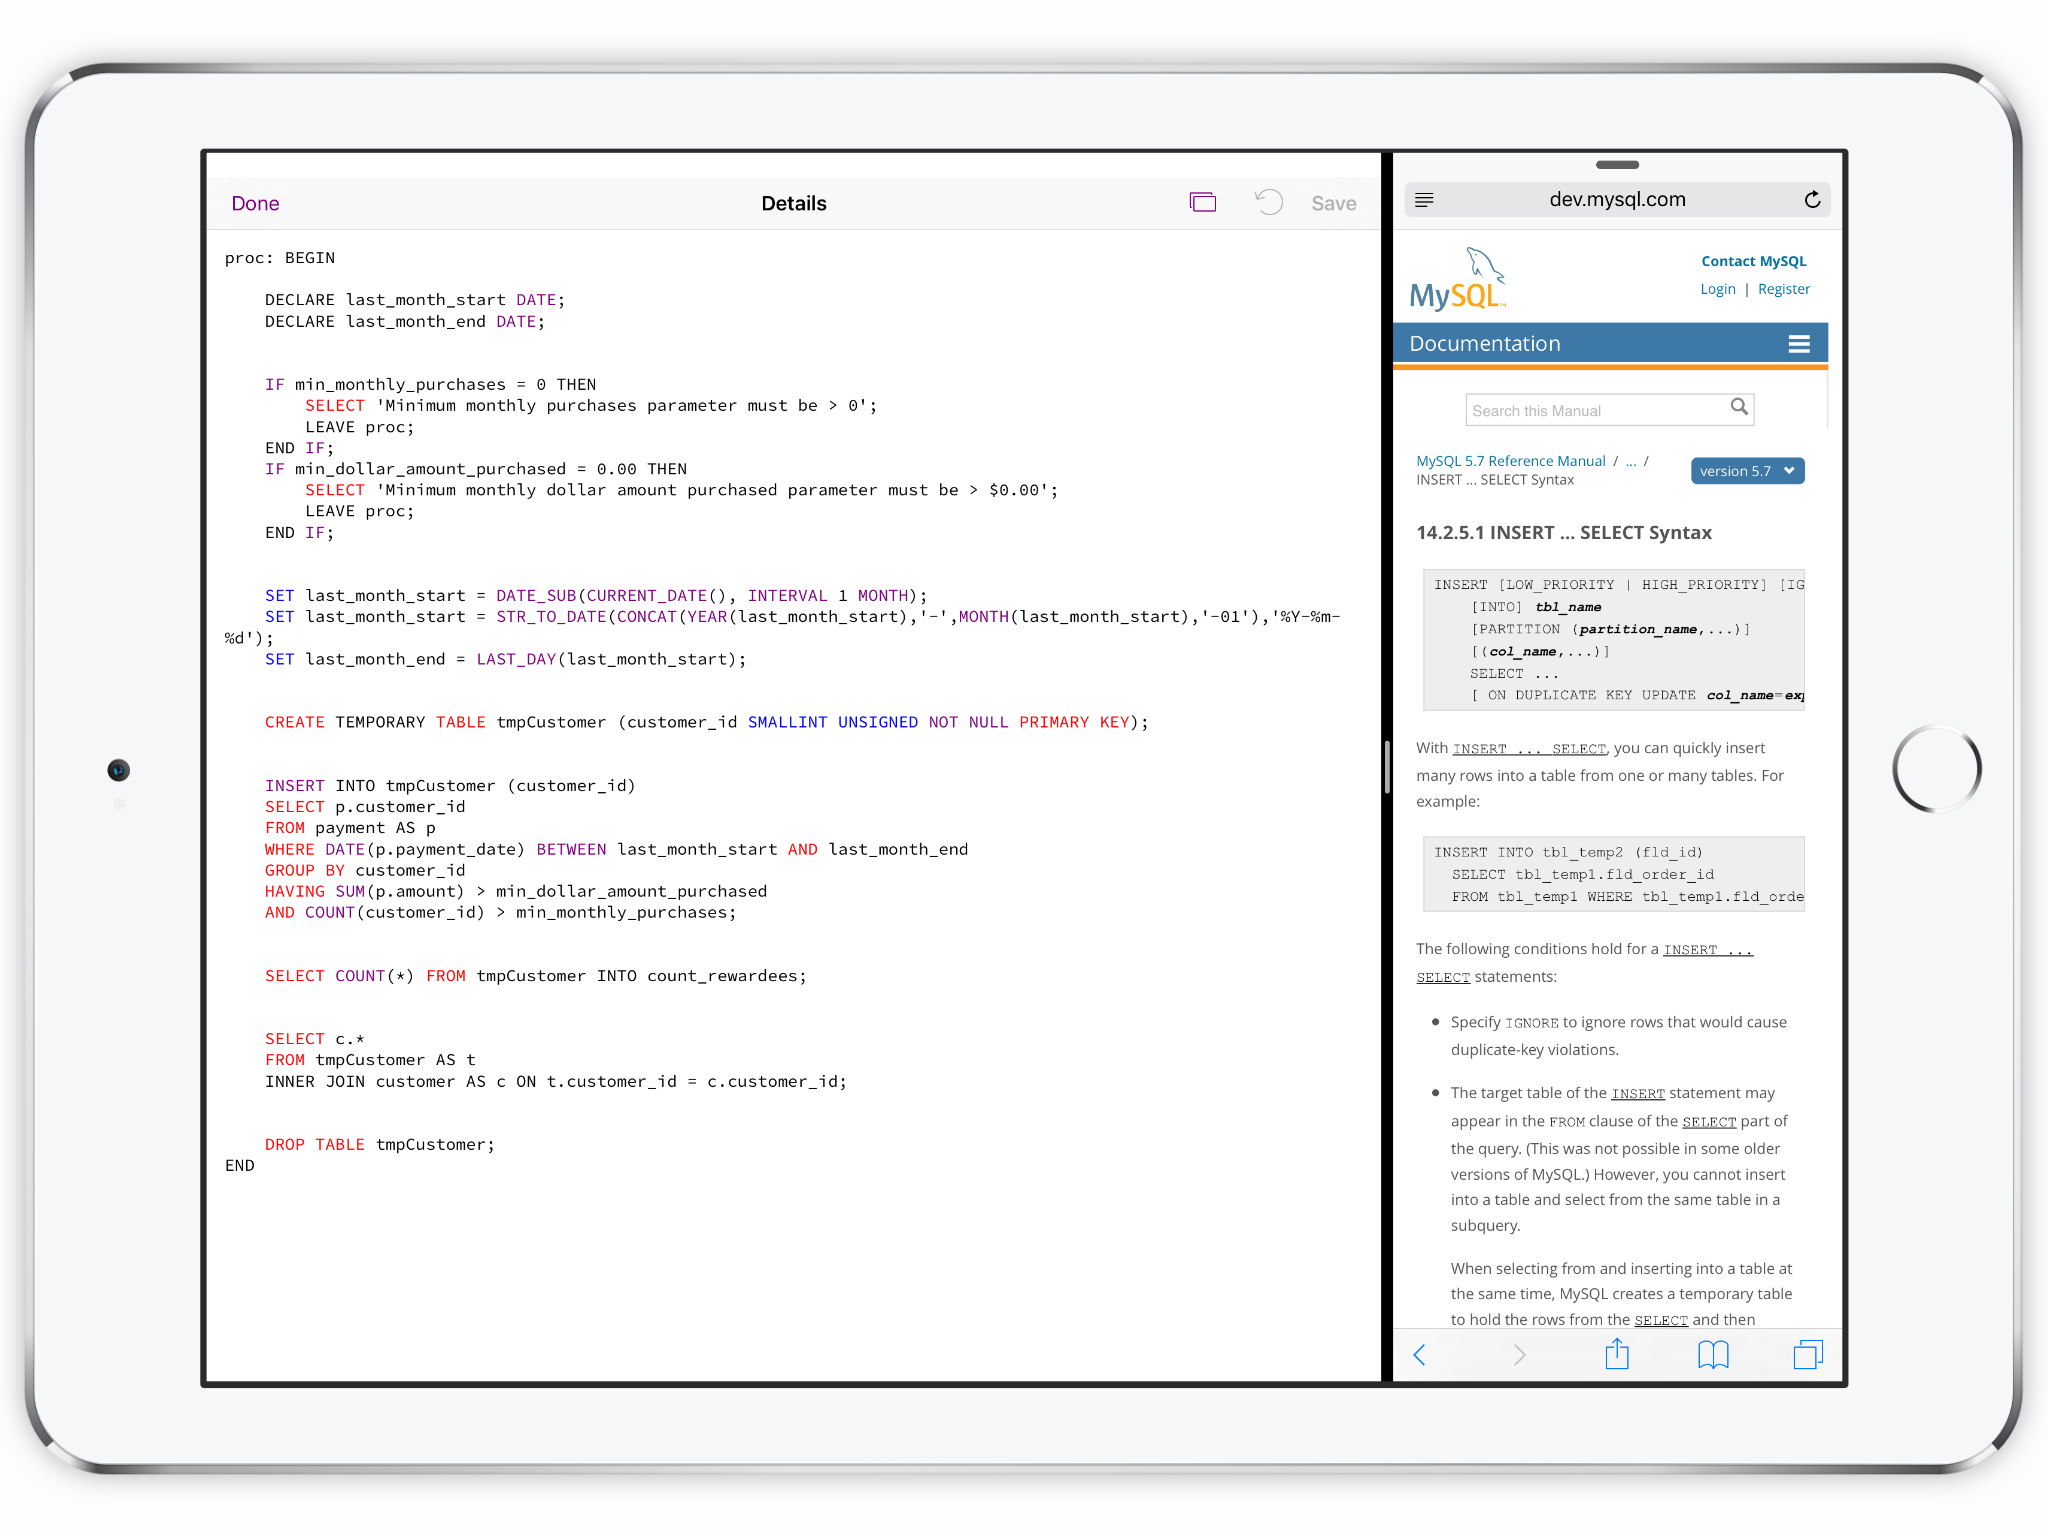 Done
Details
Save
proc: BEGIN
DECLARE last_month_start DATE;
DECLARE last_month_end DATE;
IF min_monthly_purchases = 0 THEN
SELECT 'Minimum monthly purchases parameter must be > 0';
LEAVE proc;
END IF;
IF min_dollar_amount_purchased = 0.00 THEN
SELECT 'Minimum monthly dollar amount purchased parameter must be > $0.00';
LEAVE proc;
END IF;
SET last_month_start = DATE_SUB(CURRENT_DATE(), INTERVAL 1 MONTH);
SET last_month_start = STR_TO_DATE(CONCAT(YEAR(last_month_start),'-',MONTH(last_month_start),'-01'),'%Y-%m-
%d');
SET last_month_end = LAST_DAY(last_month_start);
CREATE TEMPORARY TABLE tmpCustomer (customer_id SMALLINT UNSIGNED NOT NULL PRIMARY KEY);
INSERT INTO tmpCustomer (customer_id)
SELECT p.customer_id
FROM payment AS p
WHERE DATE(p.payment_date) BETWEEN last_month_start AND last_month_end
GROUP BY customer_id
HAVING SUM(p.amount) > min_dollar_amount_purchased
AND COUNT(customer_id) > min_monthly_purchases;
SELECT COUNT(*) FROM tmpCustomer INTO count_rewardees;
SELECT c.*
FROM tmpCustomer AS t
INNER JOIN customer AS c ON t.customer_id = c.customer_id;
DROP TABLE tmpCustomer;
END
dev.mysql.com
MySQL
Contact MySQL
Login | Register
Documentation
Search this Manual
MySQL 5.7 Reference Manual / ... /
INSERT ... SELECT Syntax
version 5.7
14.2.5.1 INSERT ... SELECT Syntax
INSERT [LOW_PRIORITY | HIGH_PRIORITY] [IG
[INTO] tbl_name
[PARTITION (partition_name,...)]
[(col_name,...)]
SELECT ...
[ ON DUPLICATE KEY UPDATE col_name=exp
With INSERT ... SELECT, you can quickly insert
many rows into a table from one or many tables. For
example:
INSERT INTO tbl_temp2 (fld_id)
SELECT tbl_temp1.fld_order_id
FROM tbl_temp1 WHERE tbl_temp1.fld_orde
The following conditions hold for a INSERT ...
SELECT statements:
Specify IGNORE to ignore rows that would cause
duplicate-key violations.
The target table of the INSERT statement may
appear in the FROM clause of the SELECT part of
the query. (This was not possible in some older
versions of MySQL.) However, you cannot insert
into a table and select from the same table in a
subquery.
When selecting from and inserting into a table at
the same time, MySQL creates a temporary table
to hold the rows from the SELECT and then